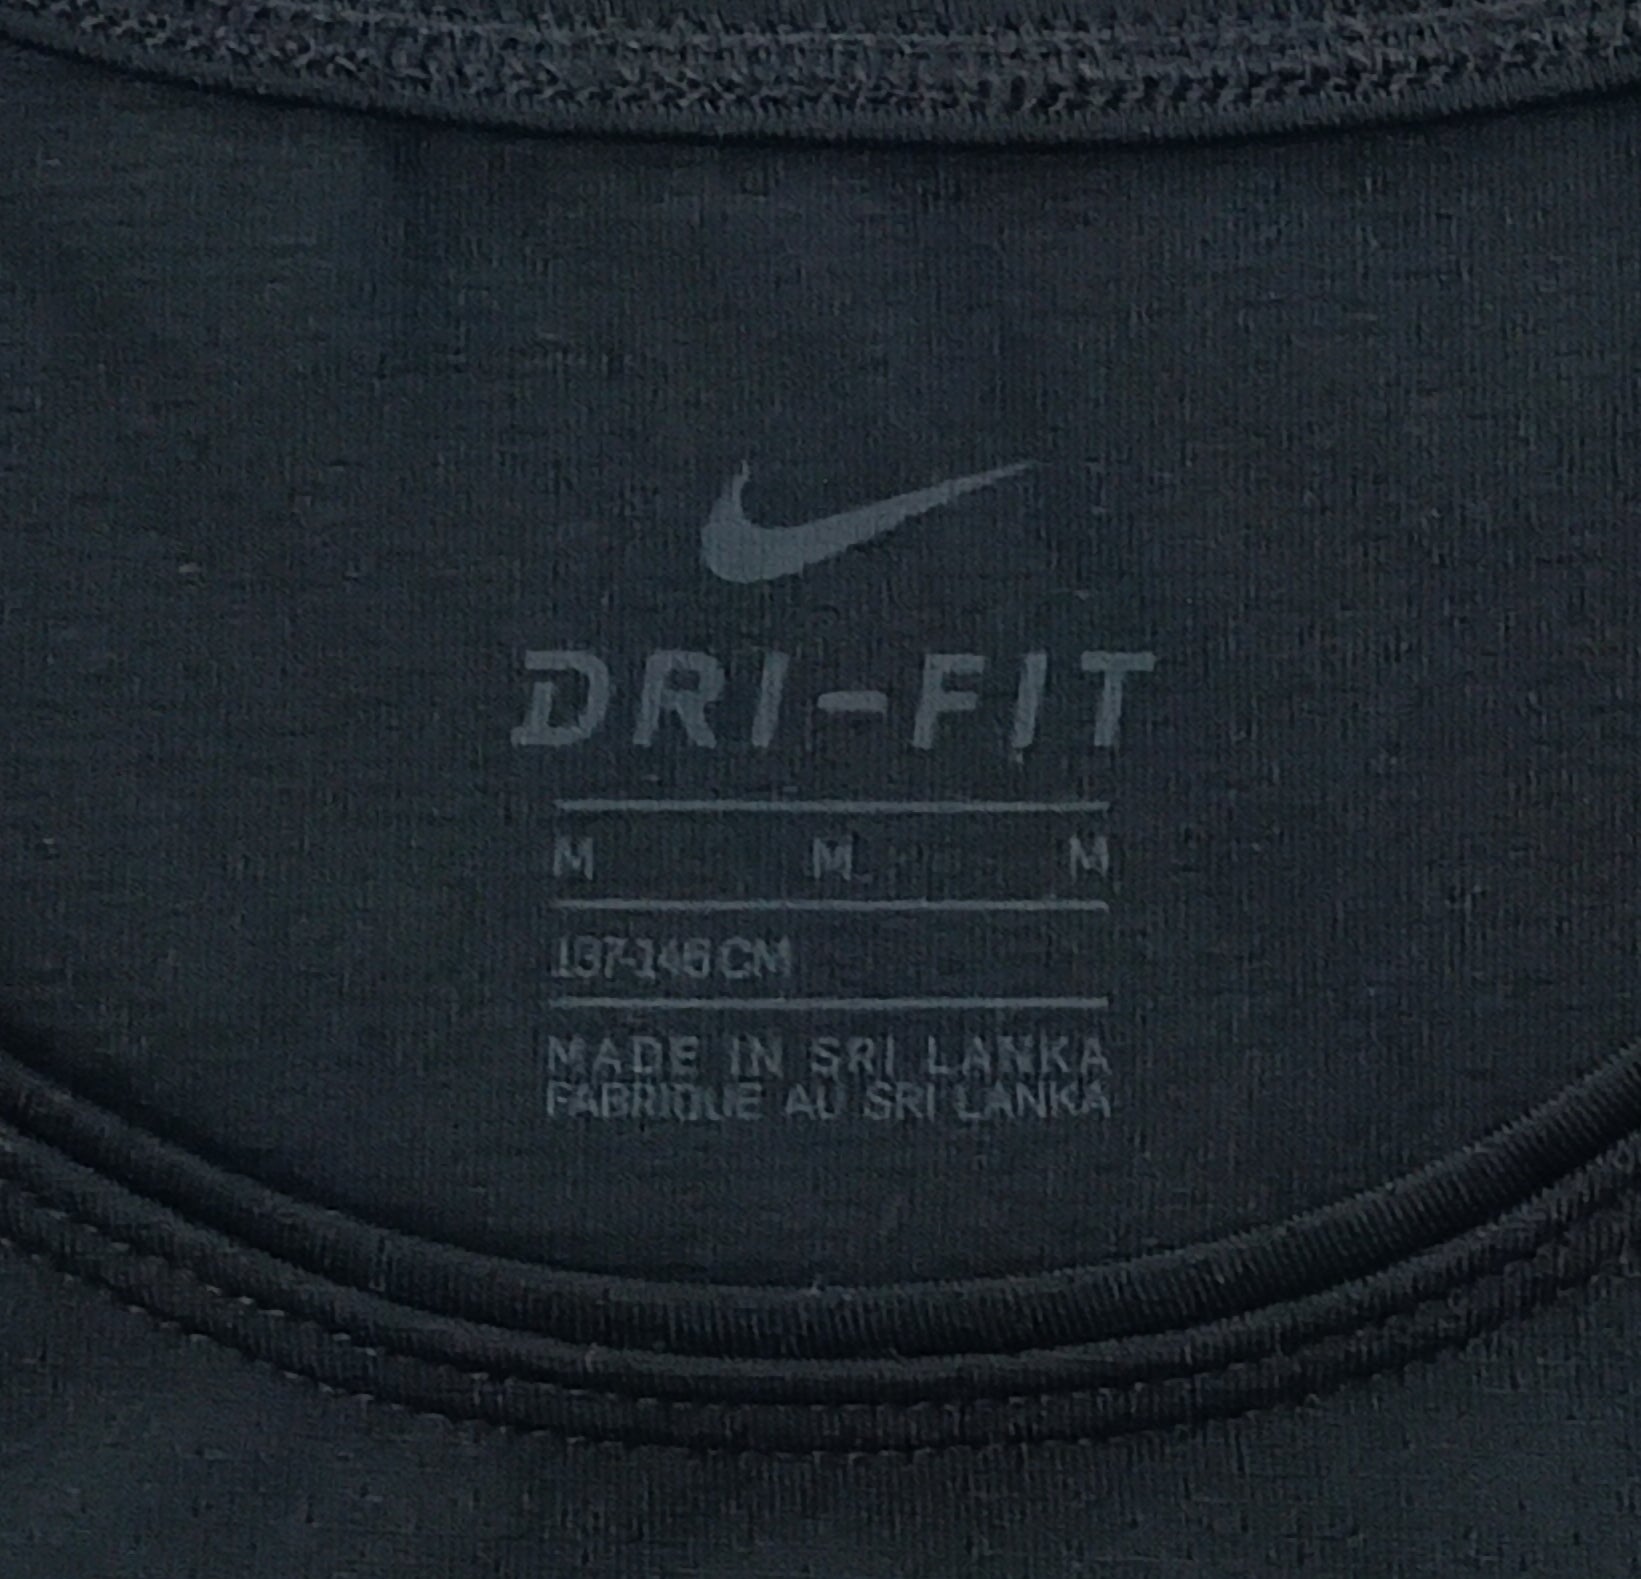 DRI-FIT
M M M
137-146 CM
MADE IN SRI LANKA
FABRIQUE AU SRI LANKA